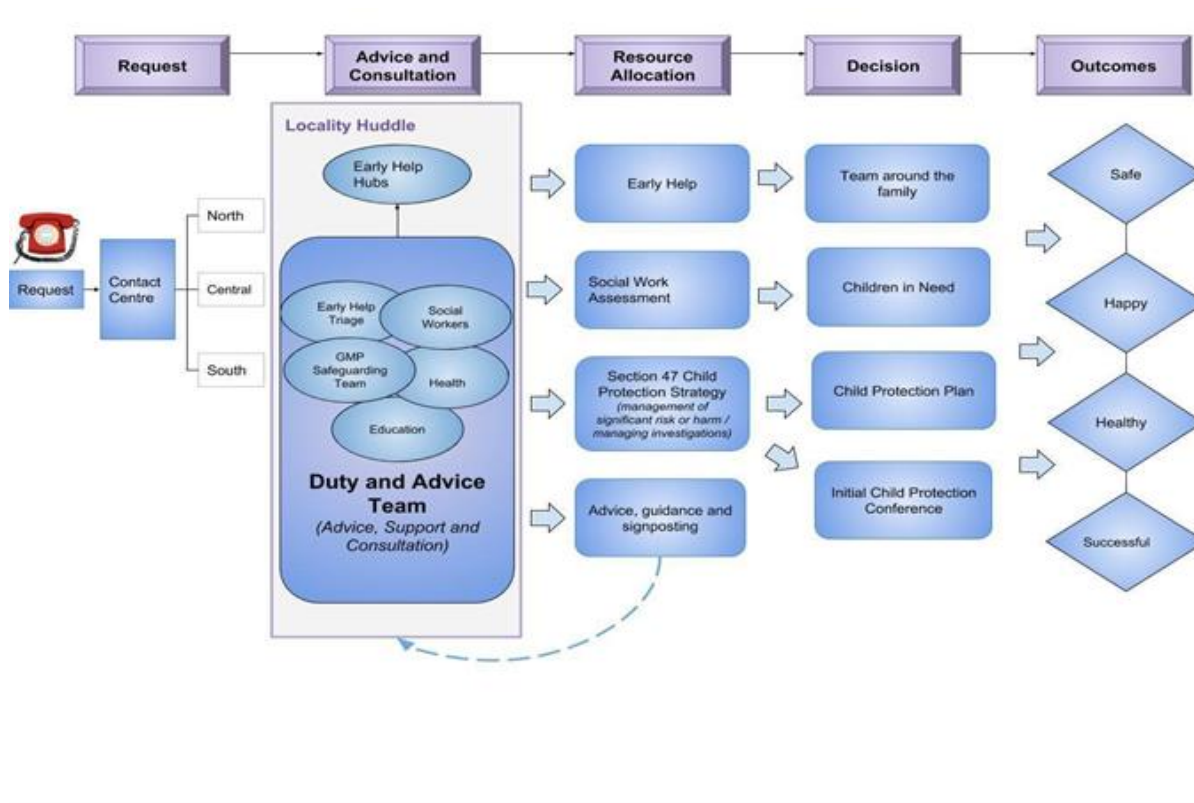 Request
Advice and
Consultation
Resource
Allocation
Decision
Outcomes
Locality Huddle
Early Help
Hubs
Request
Contact
Centre
North
Central
South
Early Help
Triage
Social
Workers
GMP
Safeguarding
Team
Health
Education
Duty and Advice
Team
(Advice, Support and
Consultation)
Early Help
Social Work
Assessment
Section 47 Child
Protection Strategy
(management of
significant risk or harm /
managing investigations)
Advice, guidance and
signposting
Team around the
family
Children in Need
Child Protection Plan
Initial Child Protection
Conference
Safe
Happy
Healthy
Successful